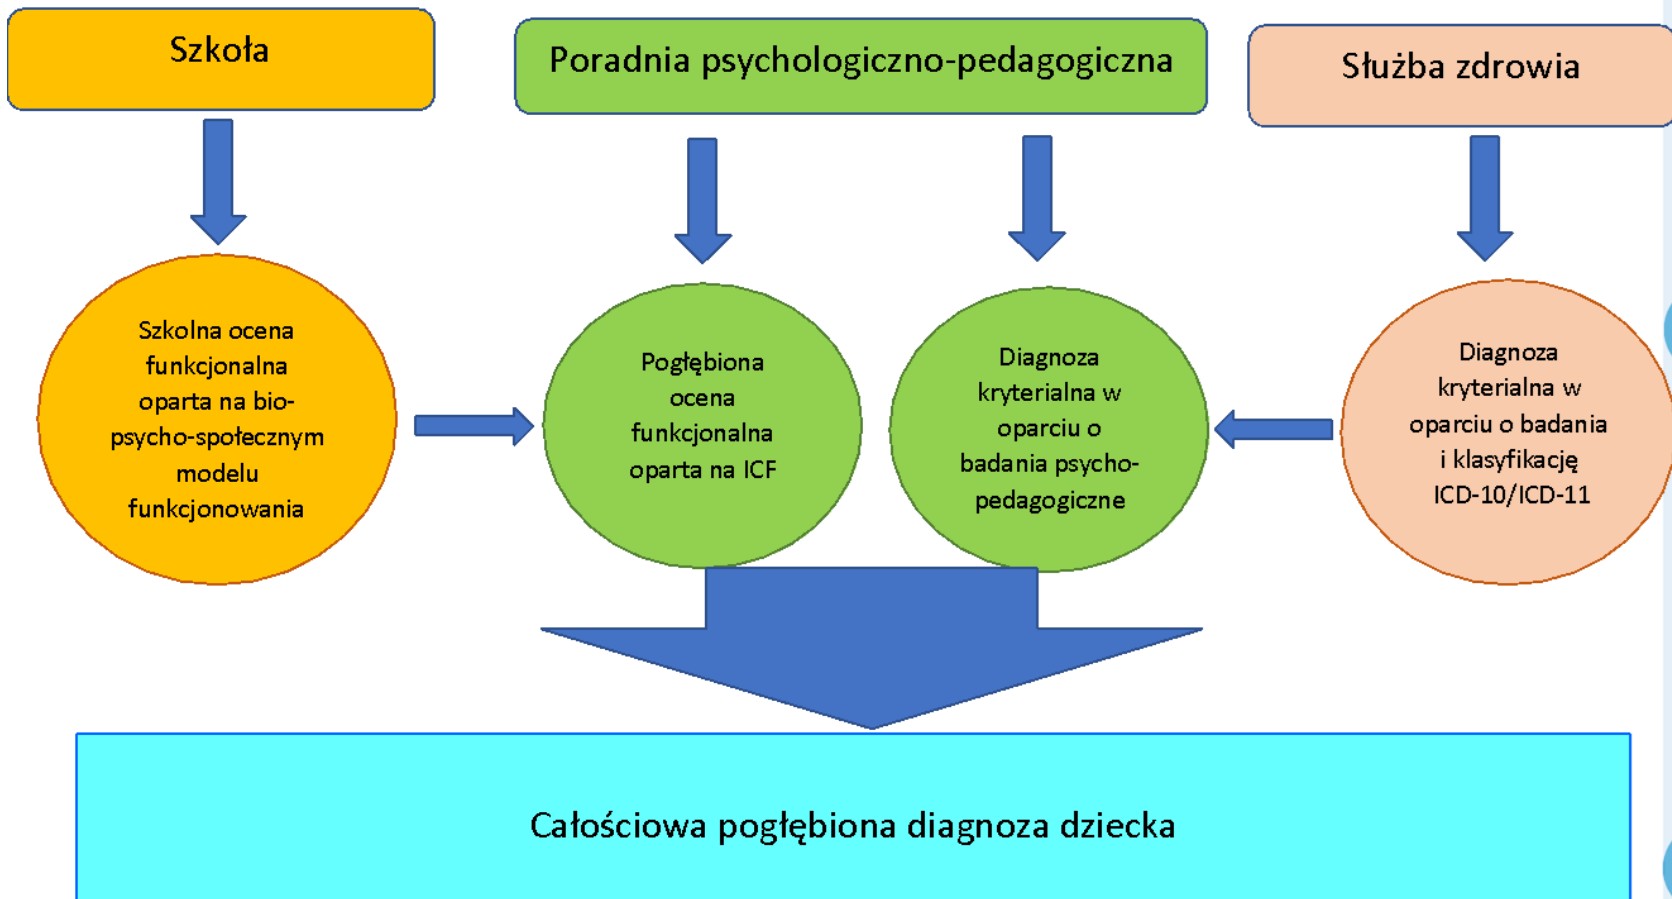 Szkoła
Poradnia psychologiczno-pedagogiczna
Służba zdrowia
Szkolna ocena
funkcjonalna
oparta na bio-
psycho-społecznym
modelu
funkcjonowania
Pogłębiona
ocena
funkcjonalna
oparta na ICF
Diagnoza
kryterialna w
oparciu o
badania psycho-
pedagogiczne
Diagnoza
kryterialna w
oparciu o badania
i klasyfikację
ICD-10/ICD-11
Całościowa pogłębiona diagnoza dziecka